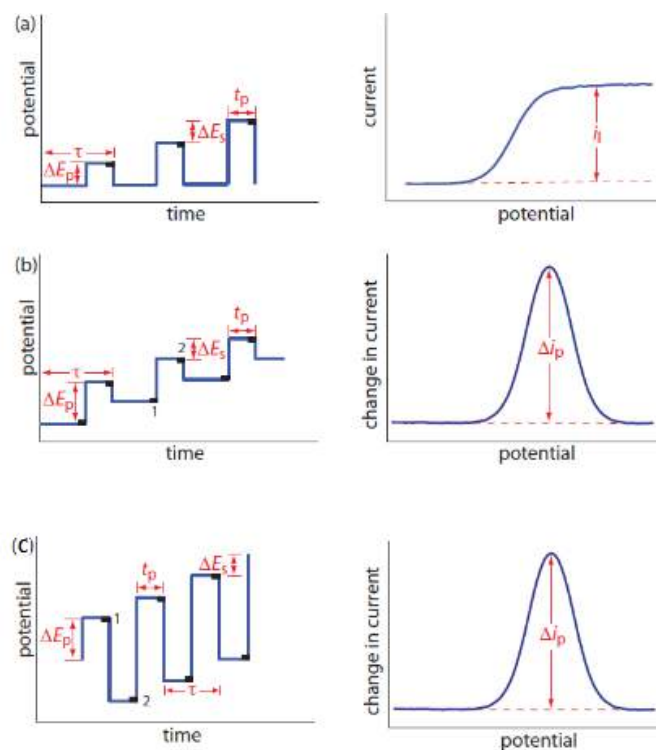 (a)
potential
ΔEp
τ
ΔEs
tp
time
current
il
potential
(b)
potential
ΔEp
τ
1
2
ΔEs
tp
time
change in current
Δip
potential
(c)
potential
ΔEp
1
2
tp
τ
ΔEs
time
change in current
Δip
potential